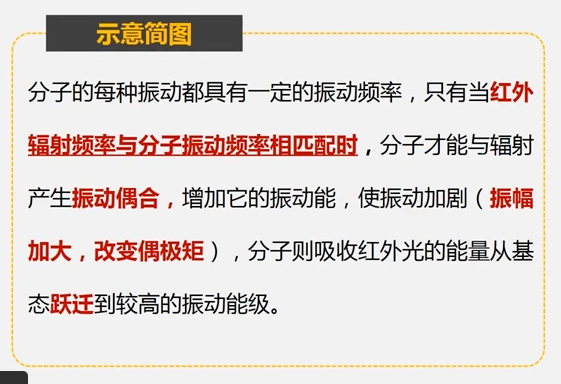 示意简图
分子的每种振动都具有一定的振动频率，只有当红外
辐射频率与分子振动频率相匹配时，分子才能与辐射
产生振动偶合，增加它的振动能，使振动加剧（振幅
加大，改变偶极矩），分子则吸收红外光的能量从基
态跃迁到较高的振动能级。